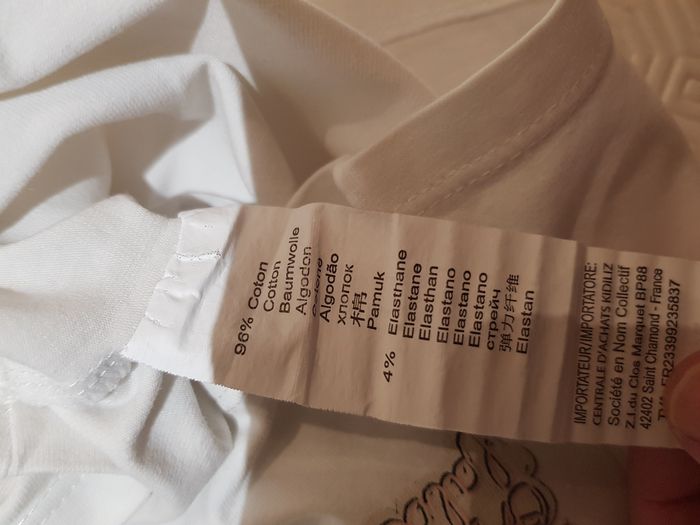 96% Coton
Cotton
Baumwolle
Algodon
Cotone
Algodão
хлопок
棉
Pamuk
4% Elasthane
Elastane
Elasthan
Elastano
Elastano
Elastano
стрейч
弹力纤维
Elastan
IMPORTATEUR/IMPORTATORE:
CENTRALE D'ACHATS KIDILIZ
Société en Nom Collectif
Z.I.du Clos Marquet BP88
42402 Saint Chamond - France
FR23399235837